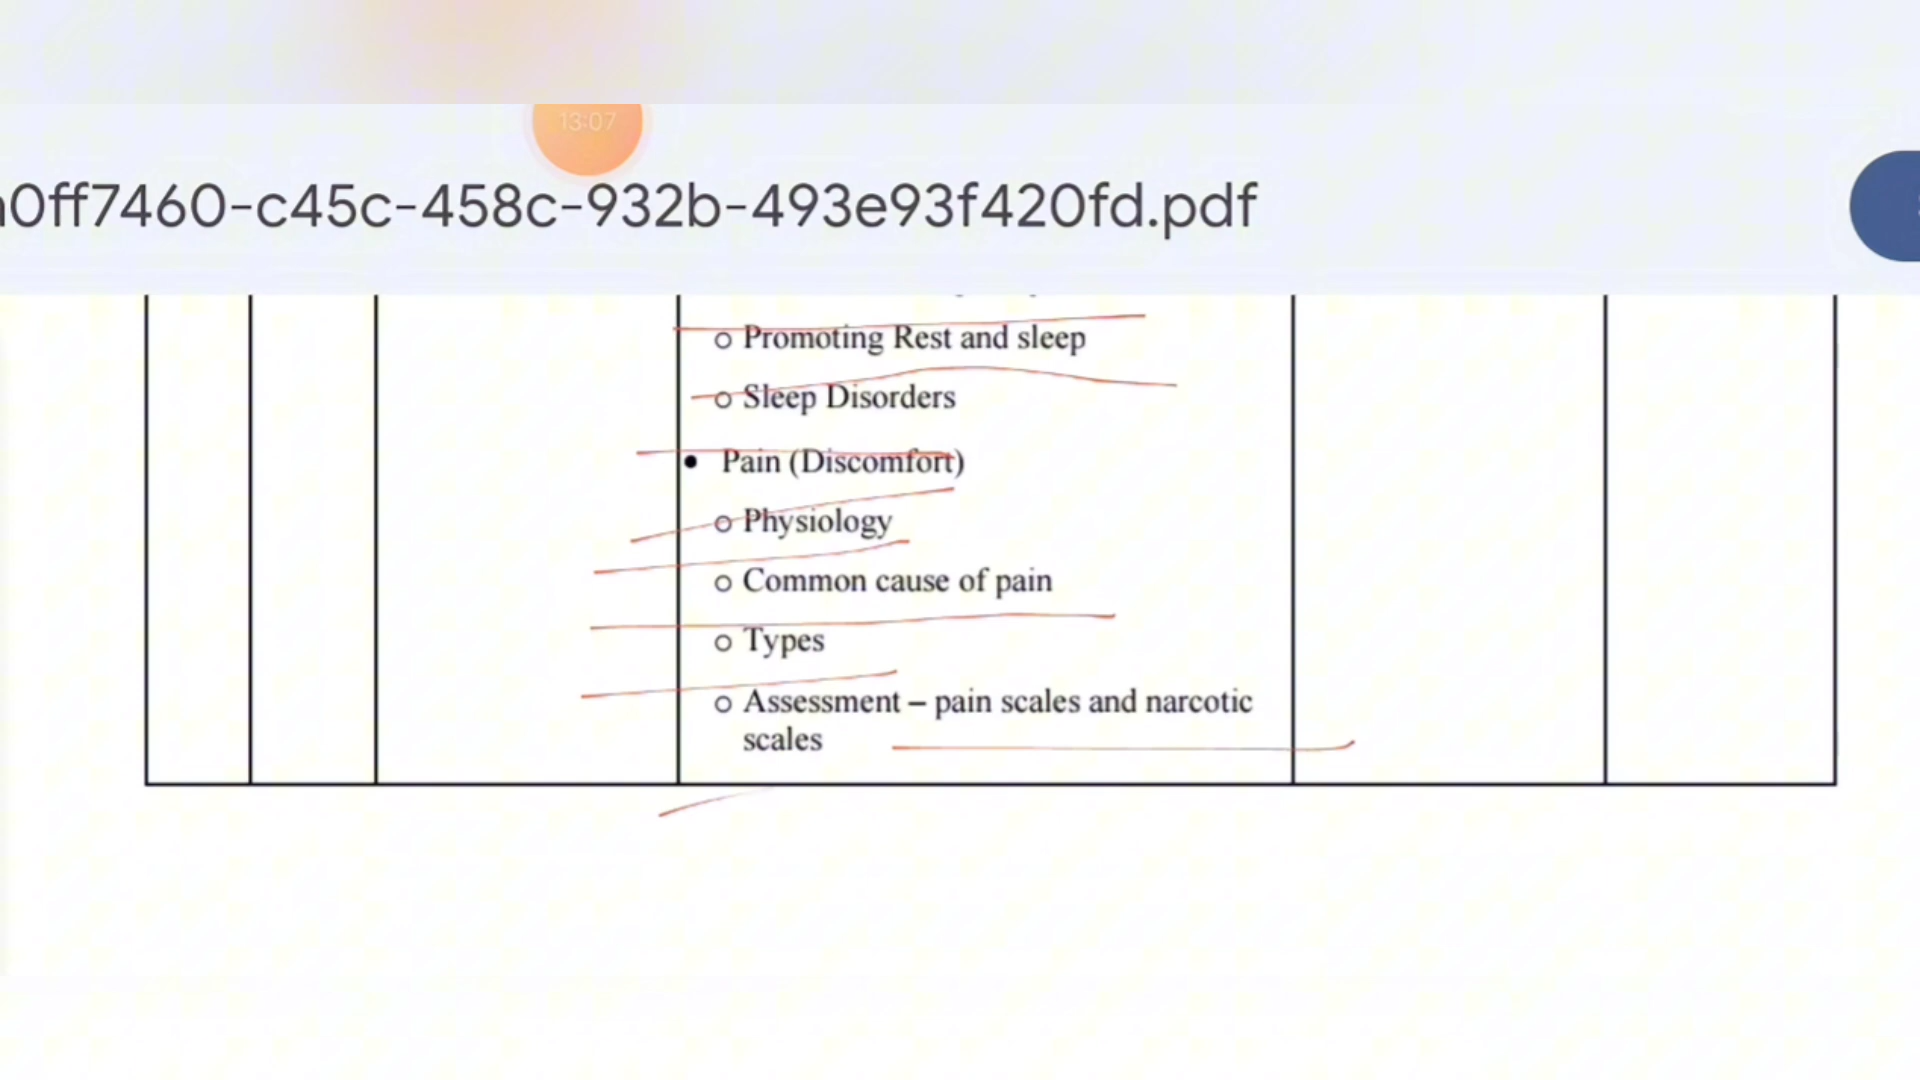 13:07
0ff7460-c45c-458c-932b-493e93f420fd.pdf
o Promoting Rest and sleep
o Sleep Disorders
• Pain (Discomfort)
o Physiology
o Common cause of pain
o Types
o Assessment – pain scales and narcotic
scales